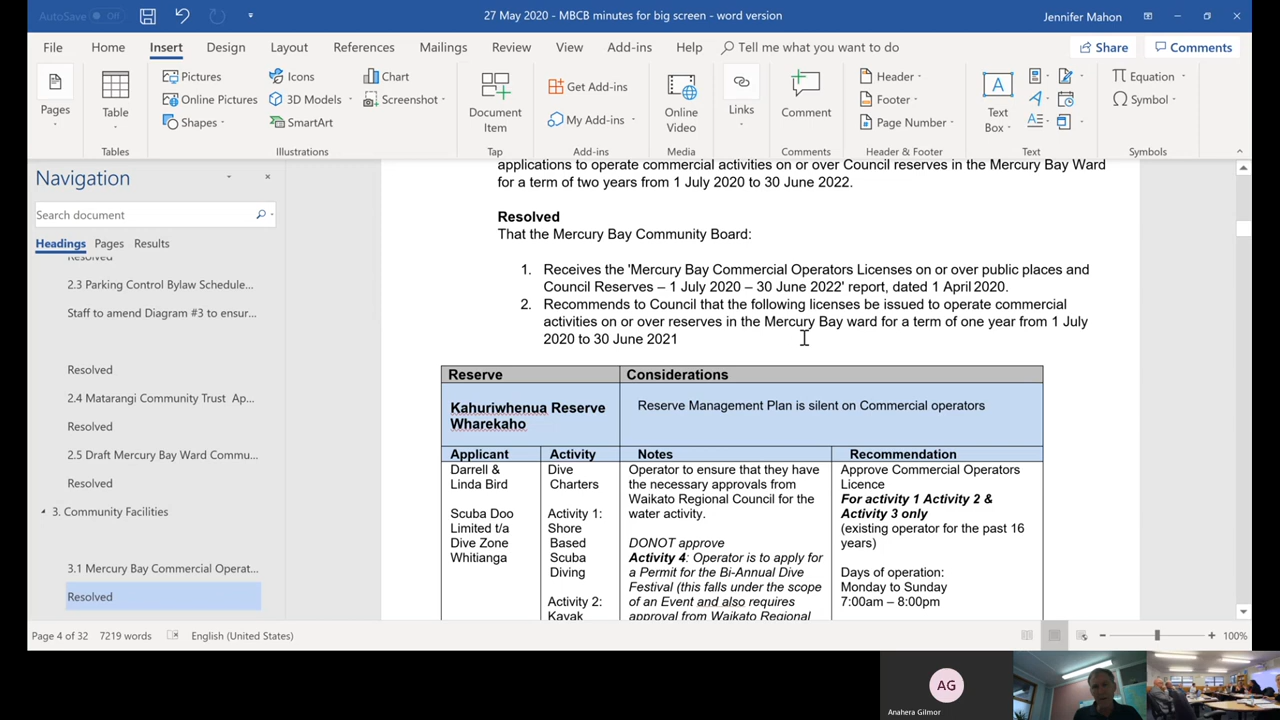 AutoSave Off
27 May 2020 - MBCB minutes for big screen - word version
Jennifer Mahon
File Home Insert Design Layout References Mailings Review View Add-ins Help Tell me what you want to do Share Comments
Pages
Table
Tables
Pictures
Online Pictures
Shapes
Icons
3D Models
SmartArt
Chart
Screenshot
Illustrations
Document Item
Tap
Get Add-ins
My Add-ins
Add-ins
Online Video
Media
Links
Comment
Comments
Header
Footer
Page Number
Header & Footer
Text Box
Text
Equation
Symbol
Symbols
Navigation
Search document
Headings Pages Results
Resolved
2.3 Parking Control Bylaw Schedule...
Staff to amend Diagram #3 to ensur...
Resolved
2.4 Matarangi Community Trust Ap...
Resolved
2.5 Draft Mercury Bay Ward Commu...
Resolved
3. Community Facilities
3.1 Mercury Bay Commercial Operat...
Resolved
applications to operate commercial activities on or over Council reserves in the Mercury Bay Ward
for a term of two years from 1 July 2020 to 30 June 2022.
Resolved
That the Mercury Bay Community Board:
1. Receives the 'Mercury Bay Commercial Operators Licenses on or over public places and
Council Reserves – 1 July 2020 – 30 June 2022' report, dated 1 April 2020.
2. Recommends to Council that the following licenses be issued to operate commercial
activities on or over reserves in the Mercury Bay ward for a term of one year from 1 July
2020 to 30 June 2021
Reserve Considerations
Kahuriwhenua Reserve
Wharekaho
Reserve Management Plan is silent on Commercial operators
Applicant Activity Notes Recommendation
Darrell &
Linda Bird
Scuba Doo
Limited t/a
Dive Zone
Whitianga
Dive
Charters
Activity 1:
Shore
Based
Scuba
Diving
Activity 2:
Kayak
Operator to ensure that they have
the necessary approvals from
Waikato Regional Council for the
water activity.
DONOT approve
Activity 4: Operator is to apply for
a Permit for the Bi-Annual Dive
Festival (this falls under the scope
of an Event and also requires
approval from Waikato Regional
Approve Commercial Operators
Licence
For activity 1 Activity 2 &
Activity 3 only
(existing operator for the past 16
years)
Days of operation:
Monday to Sunday
7:00am – 8:00pm
Page 4 of 32 7219 words English (United States) 100%
AG
Anahera Gilmor